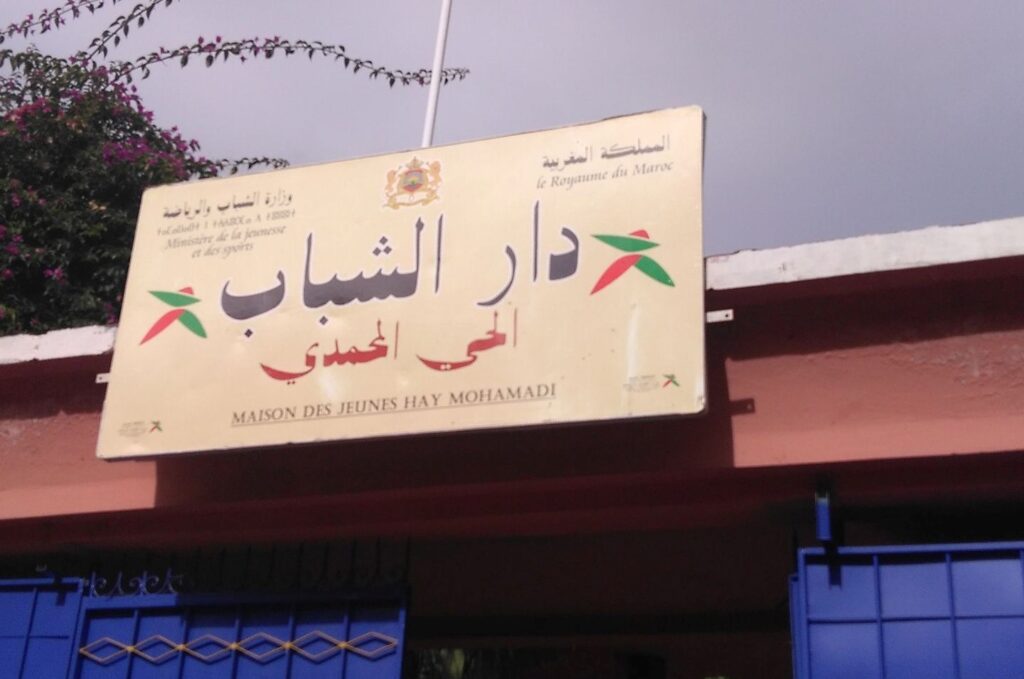 المملكة المغربية
le Royaume du Maroc
وزارة الشباب والرياضة
Ministère de la jeunesse
et des sports
دار الشباب
الحي المحمدي
MAISON DES JEUNES HAY MOHAMADI